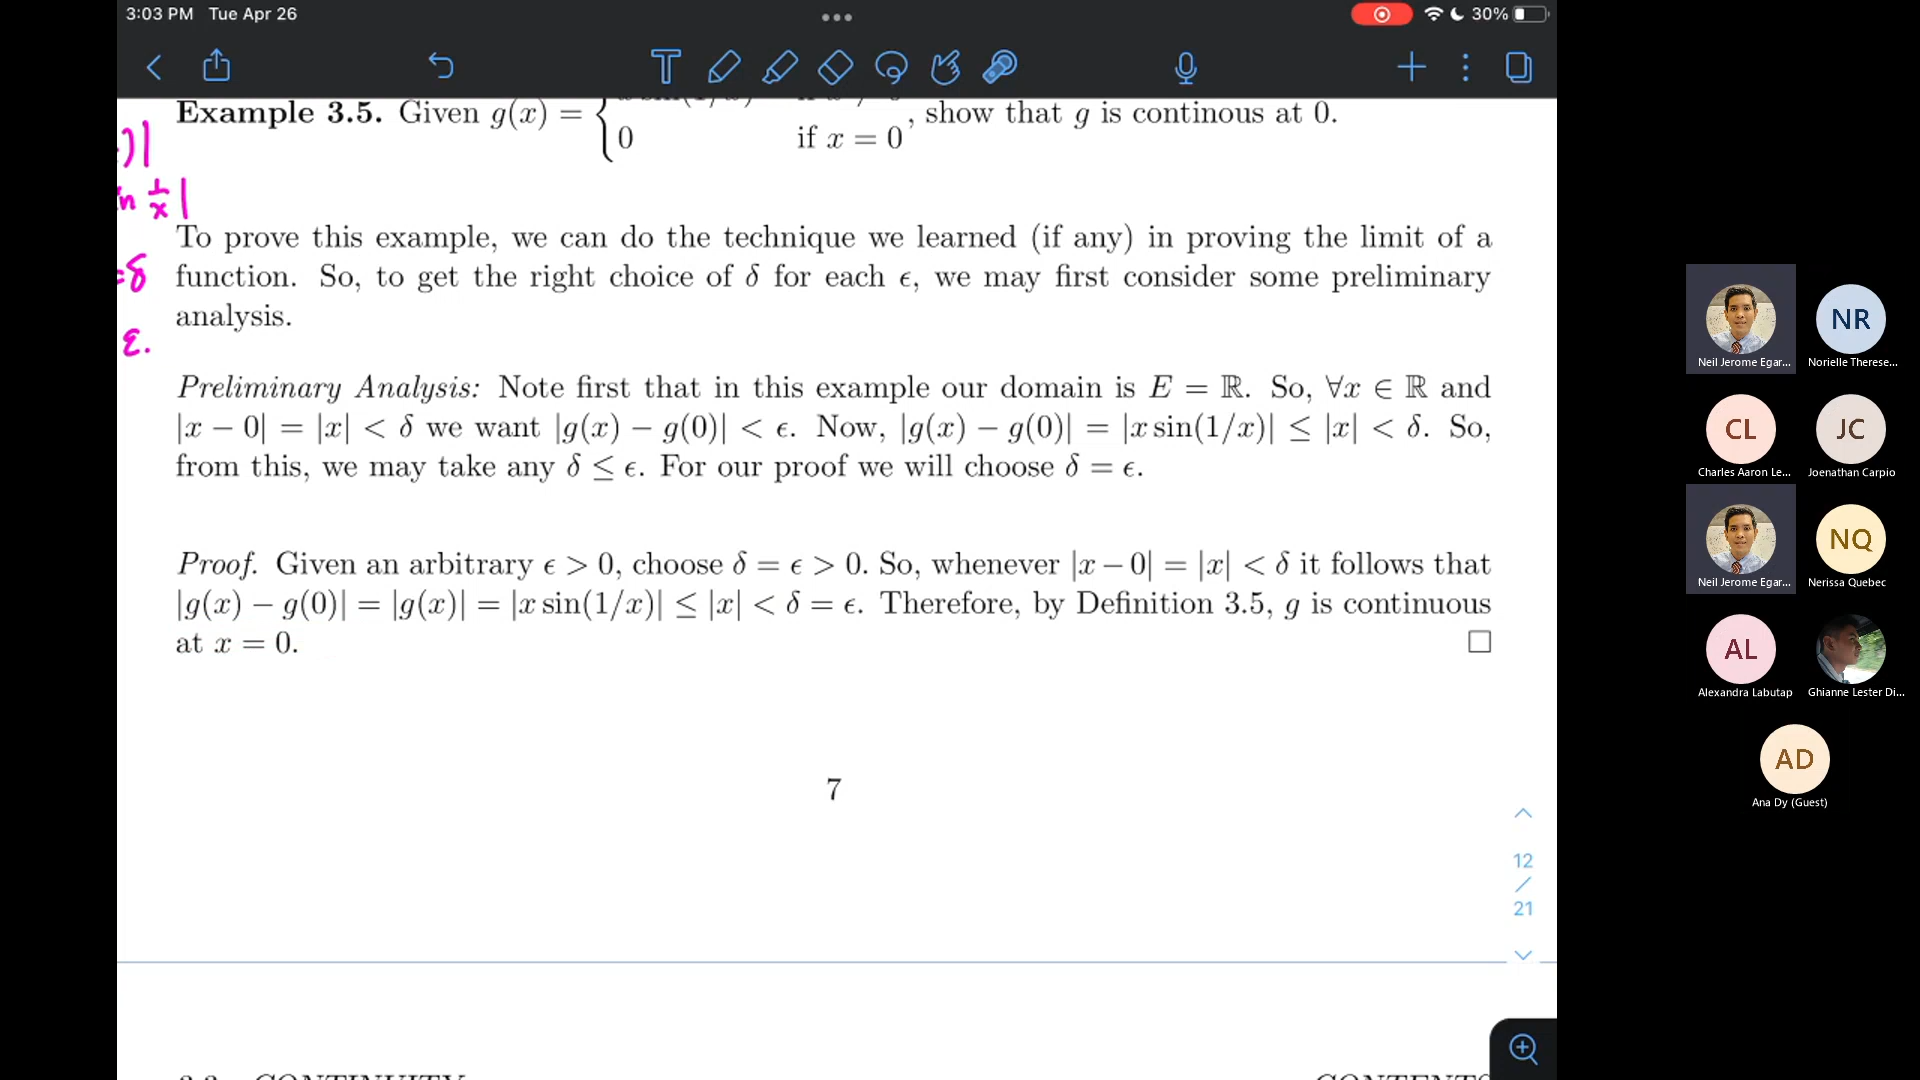 3:03 PM Tue Apr 26
30%
Example 3.5. Given g(x) = { 0 if x = 0 , show that g is continous at 0.
)|
1/x |
To prove this example, we can do the technique we learned (if any) in proving the limit of a
=δ function. So, to get the right choice of δ for each ϵ, we may first consider some preliminary
analysis.
ε.
Preliminary Analysis: Note first that in this example our domain is E = ℝ. So, ∀x ∈ ℝ and
|x − 0| = |x| < δ we want |g(x) − g(0)| < ϵ. Now, |g(x) − g(0)| = |x sin(1/x)| ≤ |x| < δ. So,
from this, we may take any δ ≤ ϵ. For our proof we will choose δ = ϵ.
Proof. Given an arbitrary ϵ > 0, choose δ = ϵ > 0. So, whenever |x − 0| = |x| < δ it follows that
|g(x) − g(0)| = |g(x)| = |x sin(1/x)| ≤ |x| < δ = ϵ. Therefore, by Definition 3.5, g is continuous
at x = 0. □
7
12
/
21
CONTINUITY CONTENTS
Neil Jerome Egar...
NR
Norielle Therese...
CL
Charles Aaron Le...
JC
Joenathan Carpio
Neil Jerome Egar...
NQ
Nerissa Quebec
AL
Alexandra Labutap
Ghianne Lester Di...
AD
Ana Dy (Guest)